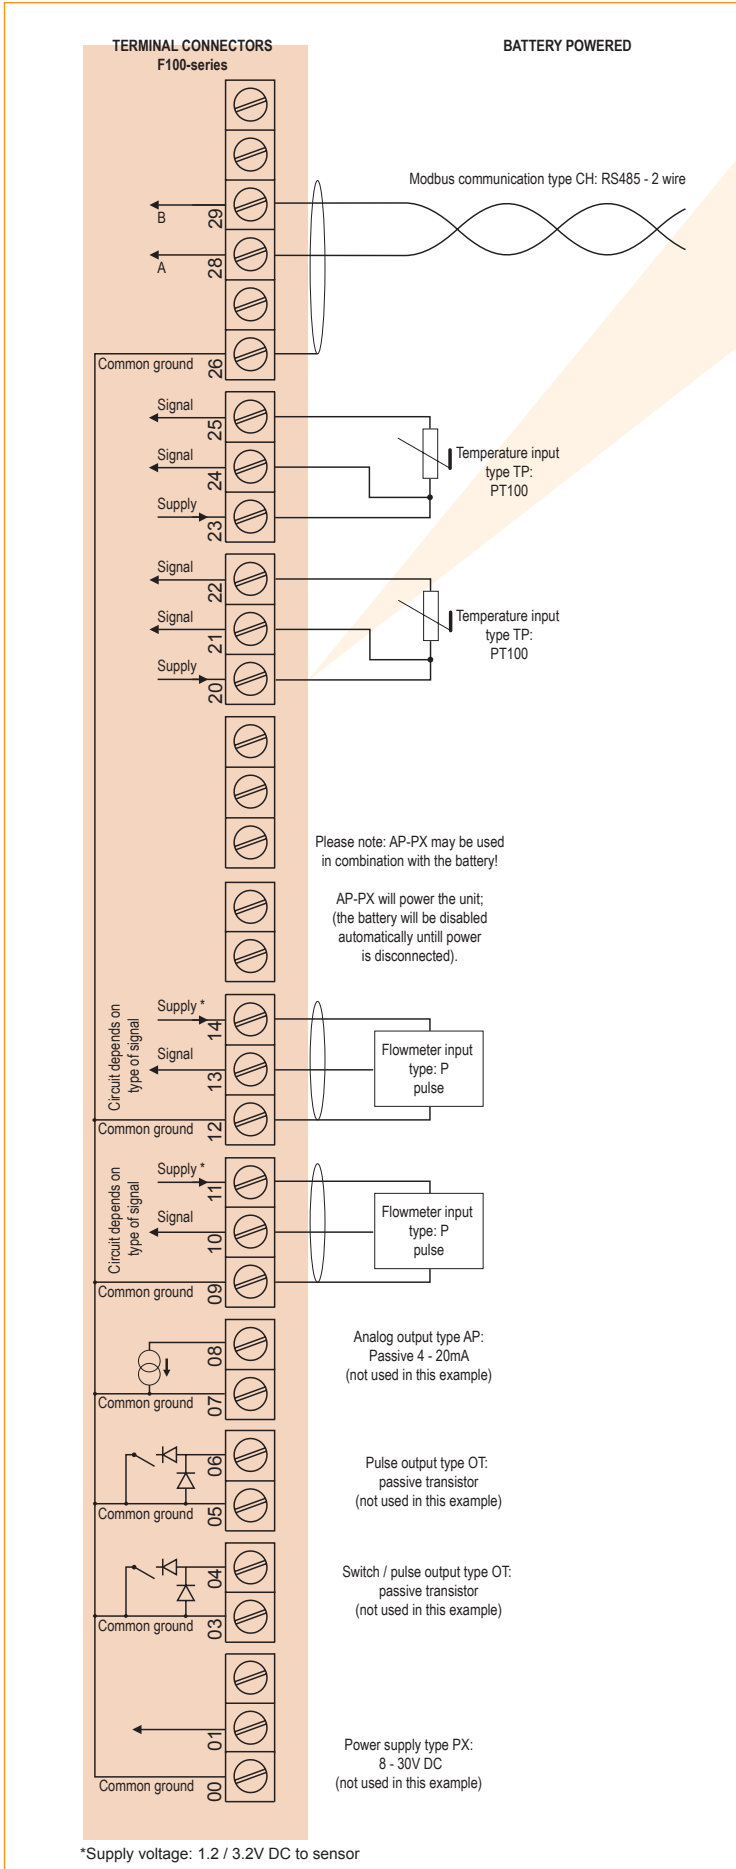 TERMINAL CONNECTORS
F100-series
BATTERY POWERED
Modbus communication type CH: RS485 - 2 wire
B
29
A
28
Common ground
26
Signal
25
Signal
24
Supply
23
Temperature input
type TP:
PT100
Signal
22
Signal
21
Supply
20
Temperature input
type TP:
PT100
Please note: AP-PX may be used
in combination with the battery!
AP-PX will power the unit;
(the battery will be disabled
automatically untill power
is disconnected).
Circuit depends on
type of signal
Supply *
14
Signal
13
Common ground
12
Flowmeter input
type: P
pulse
Circuit depends on
type of signal
Supply *
11
Signal
10
Common ground
09
Flowmeter input
type: P
pulse
08
Common ground
07
Analog output type AP:
Passive 4 - 20mA
(not used in this example)
06
Common ground
05
Pulse output type OT:
passive transistor
(not used in this example)
04
Common ground
03
Switch / pulse output type OT:
passive transistor
(not used in this example)
01
Common ground
00
Power supply type PX:
8 - 30V DC
(not used in this example)
*Supply voltage: 1.2 / 3.2V DC to sensor